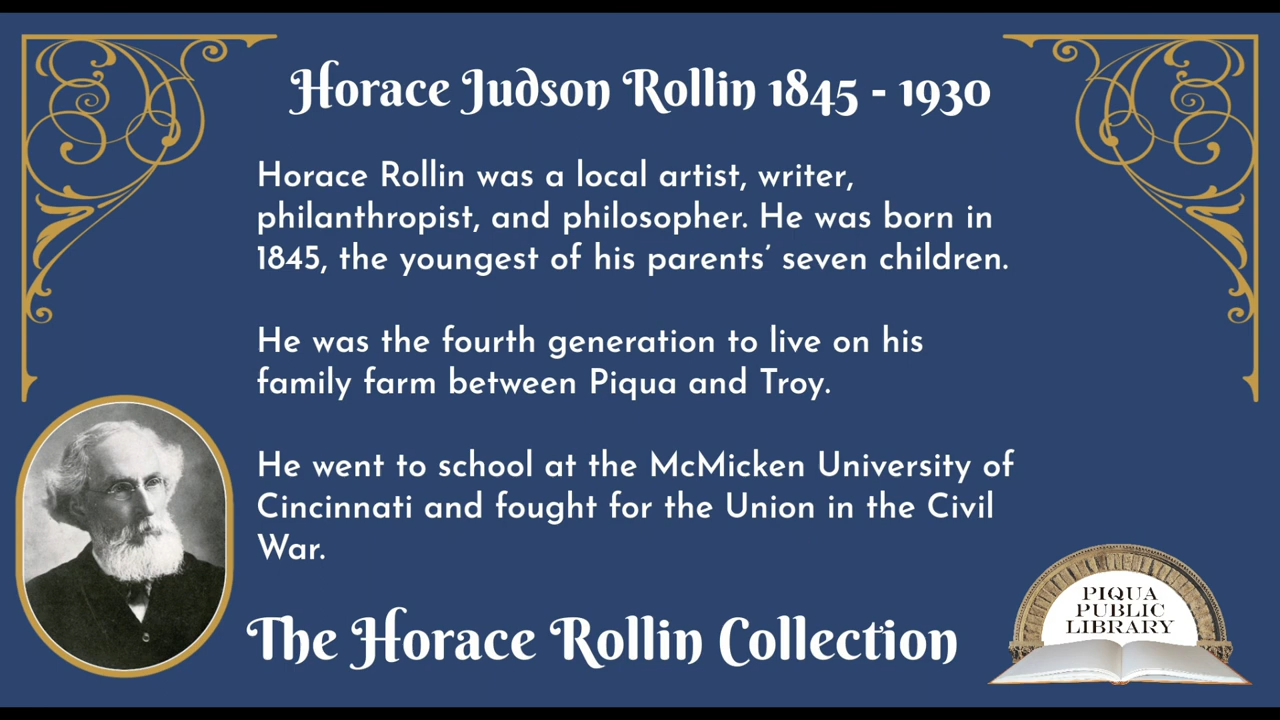 Horace Judson Rollin 1845 - 1930
Horace Rollin was a local artist, writer,
philanthropist, and philosopher. He was born in
1845, the youngest of his parents’ seven children.
He was the fourth generation to live on his
family farm between Piqua and Troy.
He went to school at the McMicken University of
Cincinnati and fought for the Union in the Civil
War.
The Horace Rollin Collection
PIQUA
PUBLIC
LIBRARY